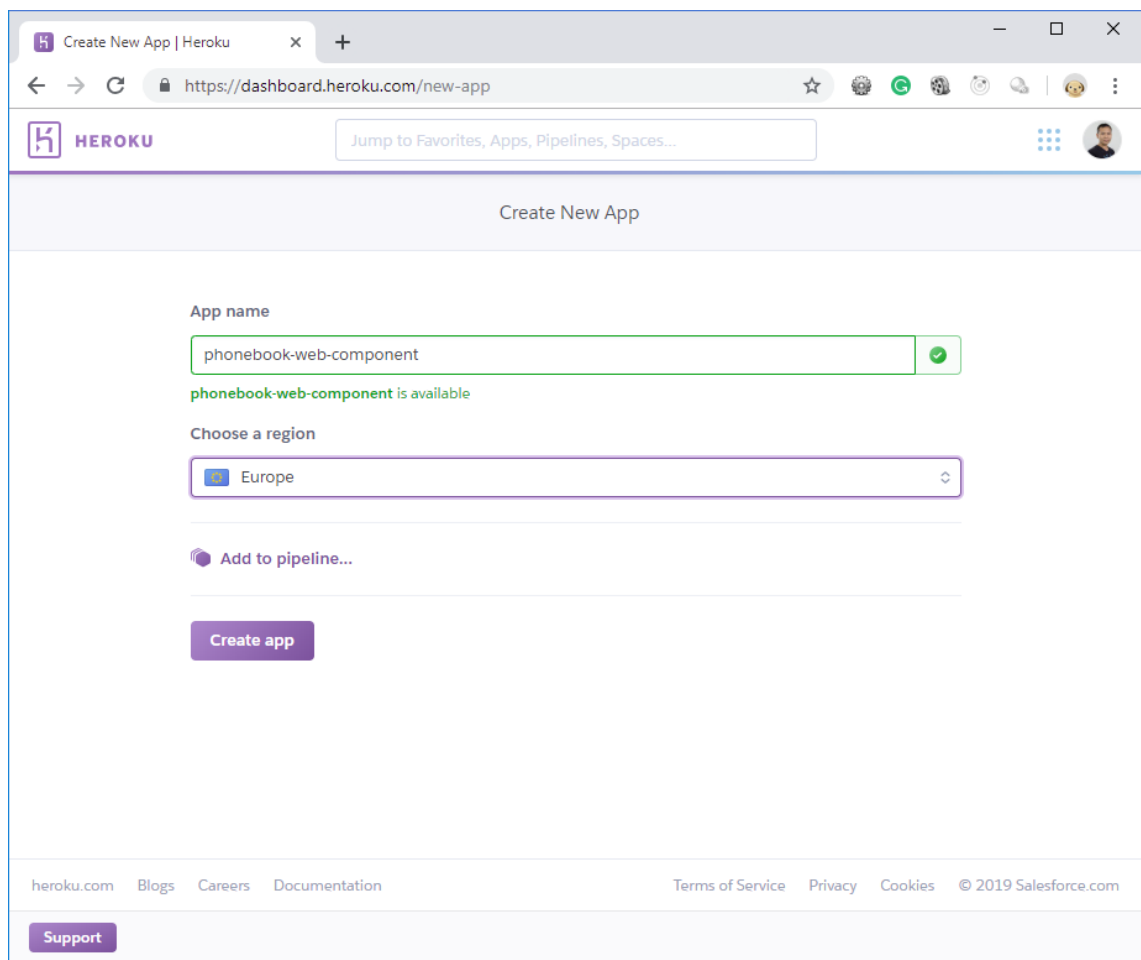 Create New App | Heroku
https://dashboard.heroku.com/new-app
HEROKU
Jump to Favorites, Apps, Pipelines, Spaces...
Create New App
App name
phonebook-web-component
phonebook-web-component is available
Choose a region
Europe
Add to pipeline...
Create app
heroku.com Blogs Careers Documentation Terms of Service Privacy Cookies © 2019 Salesforce.com
Support